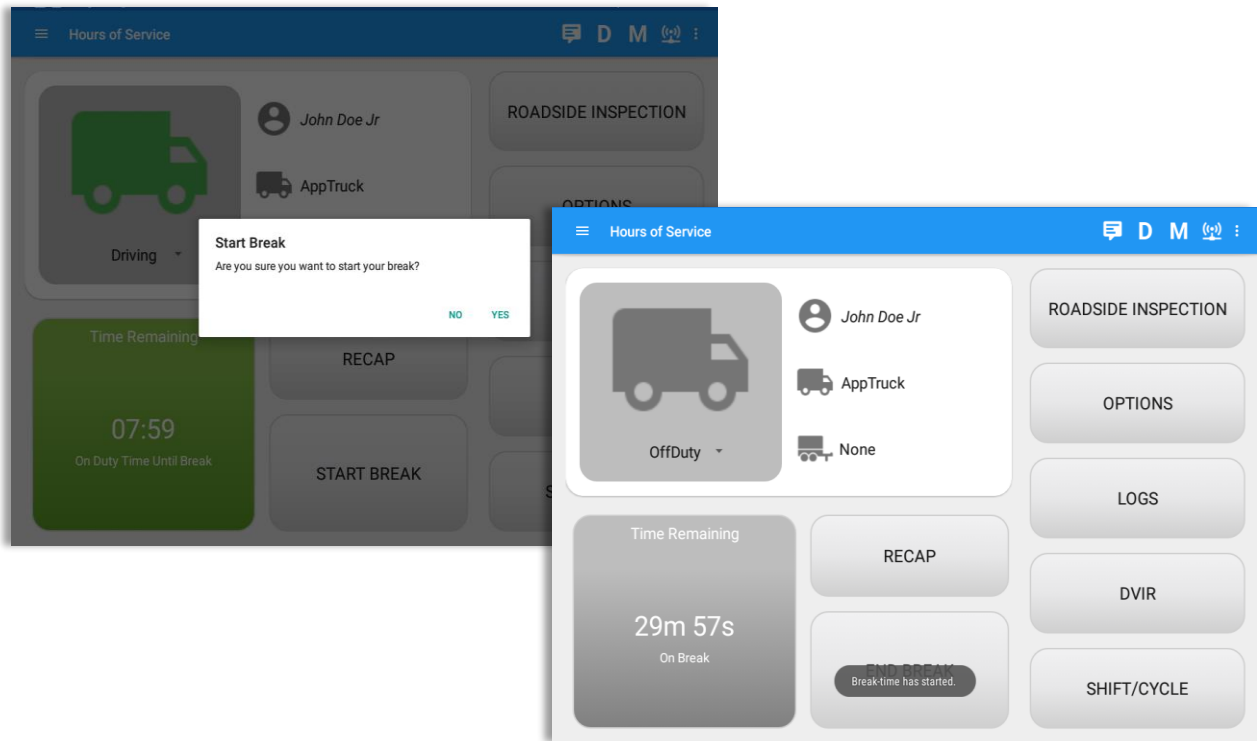 Hours of Service
D M
John Doe Jr
ROADSIDE INSPECTION
AppTruck
OPTIONS
Driving
Start Break
Are you sure you want to start your break?
NO YES
Time Remaining
07:59
On Duty Time Until Break
RECAP
START BREAK
S
Hours of Service
D M
John Doe Jr
AppTruck
None
OffDuty
ROADSIDE INSPECTION
OPTIONS
LOGS
DVIR
SHIFT/CYCLE
Time Remaining
29m 57s
On Break
RECAP
END BREAK
Break-time has started.